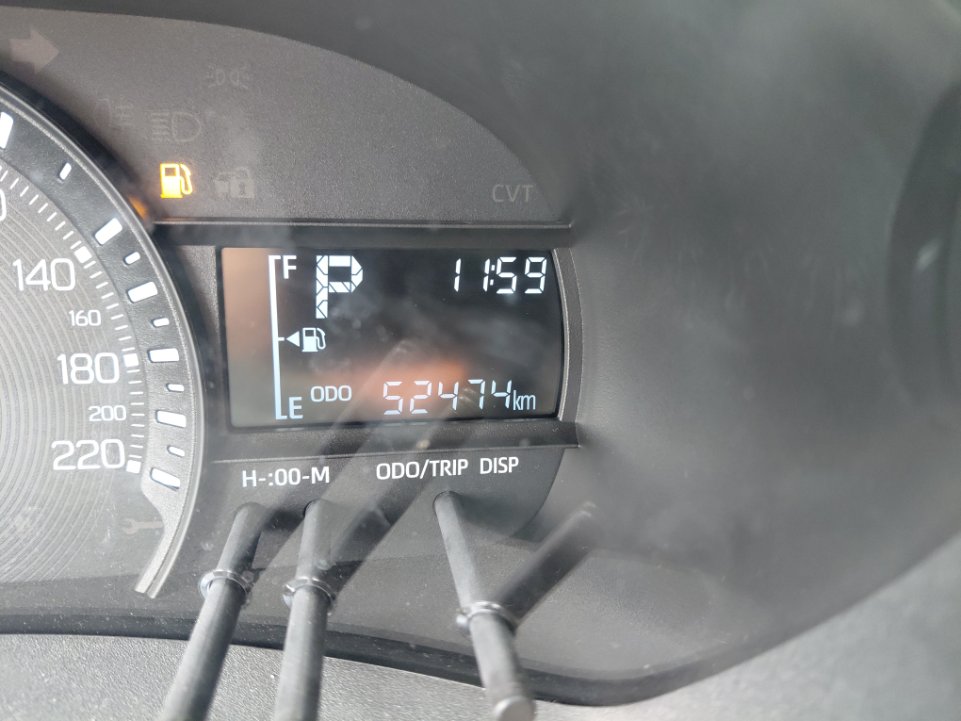 CVT
F
P
11:59
140
160
180
ODO 52474km
E
200
220
H-:00-M
ODO/TRIP DISP